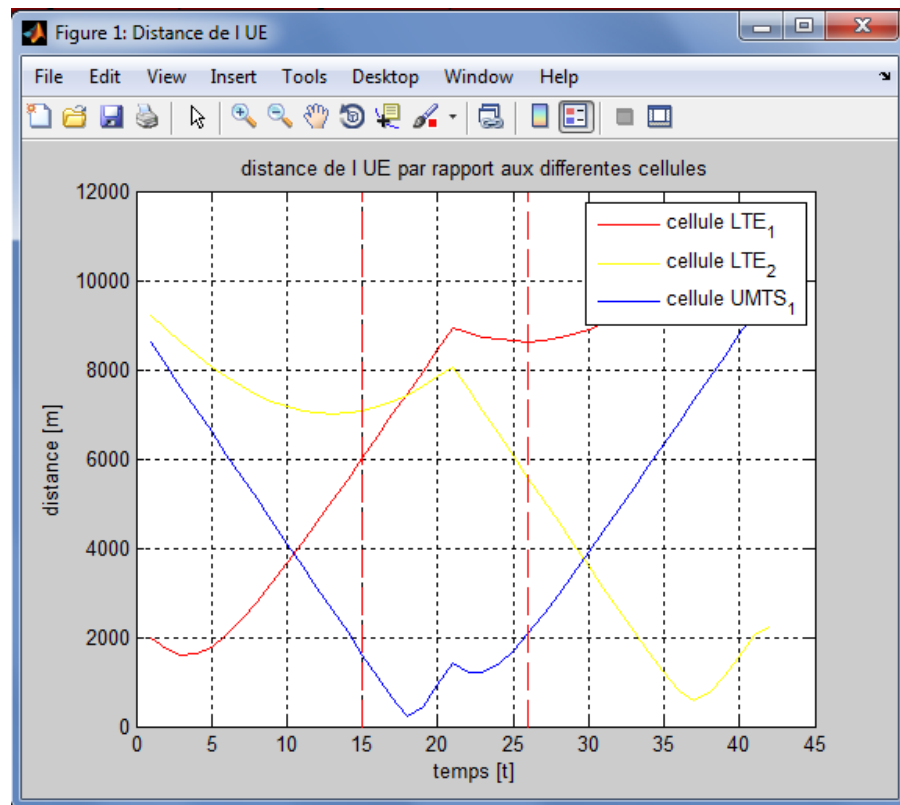 Figure 1: Distance de l UE
File Edit View Insert Tools Desktop Window Help
distance de l UE par rapport aux differentes cellules
12000
10000
8000
6000
4000
2000
0
distance [m]
cellule LTE1
cellule LTE2
cellule UMTS1
0 5 10 15 20 25 30 35 40 45
temps [t]